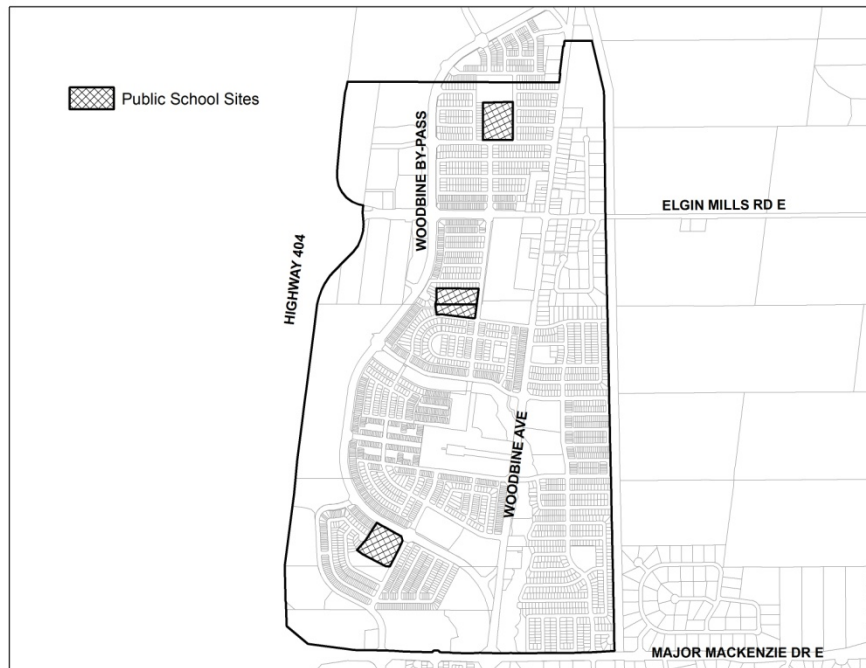 Public School Sites
WOODBINE BY-PASS
ELGIN MILLS RD E
HIGHWAY 404
WOODBINE AVE
MAJOR MACKENZIE DR E